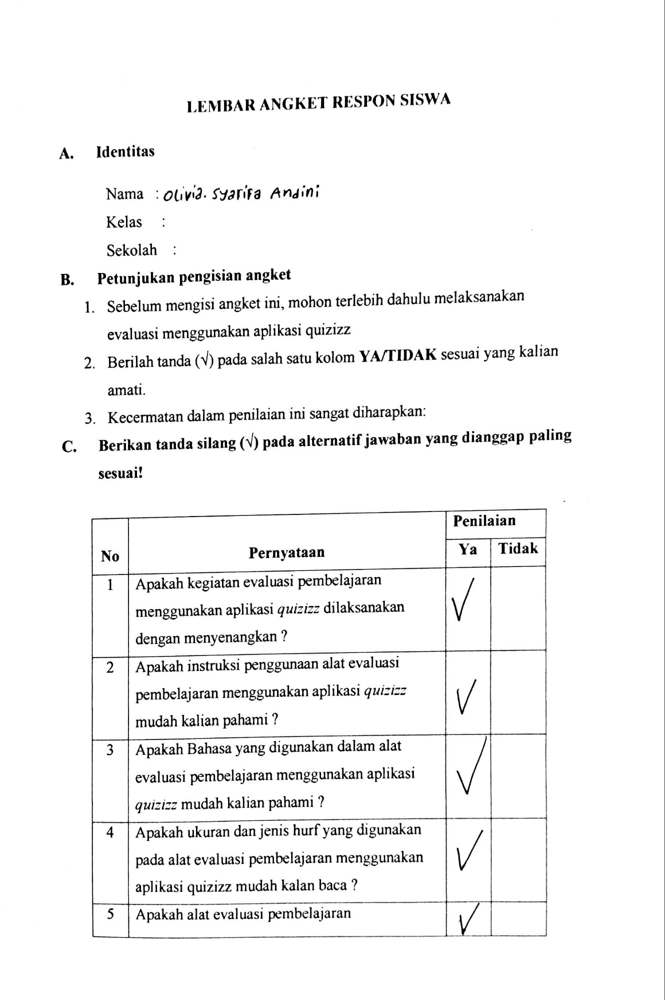 LEMBAR ANGKET RESPON SISWA
A. Identitas
Nama : Olivia. Syarifa Andini
Kelas :
Sekolah :
B. Petunjukan pengisian angket
1. Sebelum mengisi angket ini, mohon terlebih dahulu melaksanakan
evaluasi menggunakan aplikasi quizizz
2. Berilah tanda (√) pada salah satu kolom YA/TIDAK sesuai yang kalian
amati.
3. Kecermatan dalam penilaian ini sangat diharapkan:
C. Berikan tanda silang (√) pada alternatif jawaban yang dianggap paling
sesuai!
No Pernyataan Penilaian
Ya Tidak
1 Apakah kegiatan evaluasi pembelajaran
menggunakan aplikasi quizizz dilaksanakan
dengan menyenangkan ?
√
2 Apakah instruksi penggunaan alat evaluasi
pembelajaran menggunakan aplikasi quizizz
mudah kalian pahami ?
√
3 Apakah Bahasa yang digunakan dalam alat
evaluasi pembelajaran menggunakan aplikasi
quizizz mudah kalian pahami ?
√
4 Apakah ukuran dan jenis hurf yang digunakan
pada alat evaluasi pembelajaran menggunakan
aplikasi quizizz mudah kalan baca ?
√
5 Apakah alat evaluasi pembelajaran
√